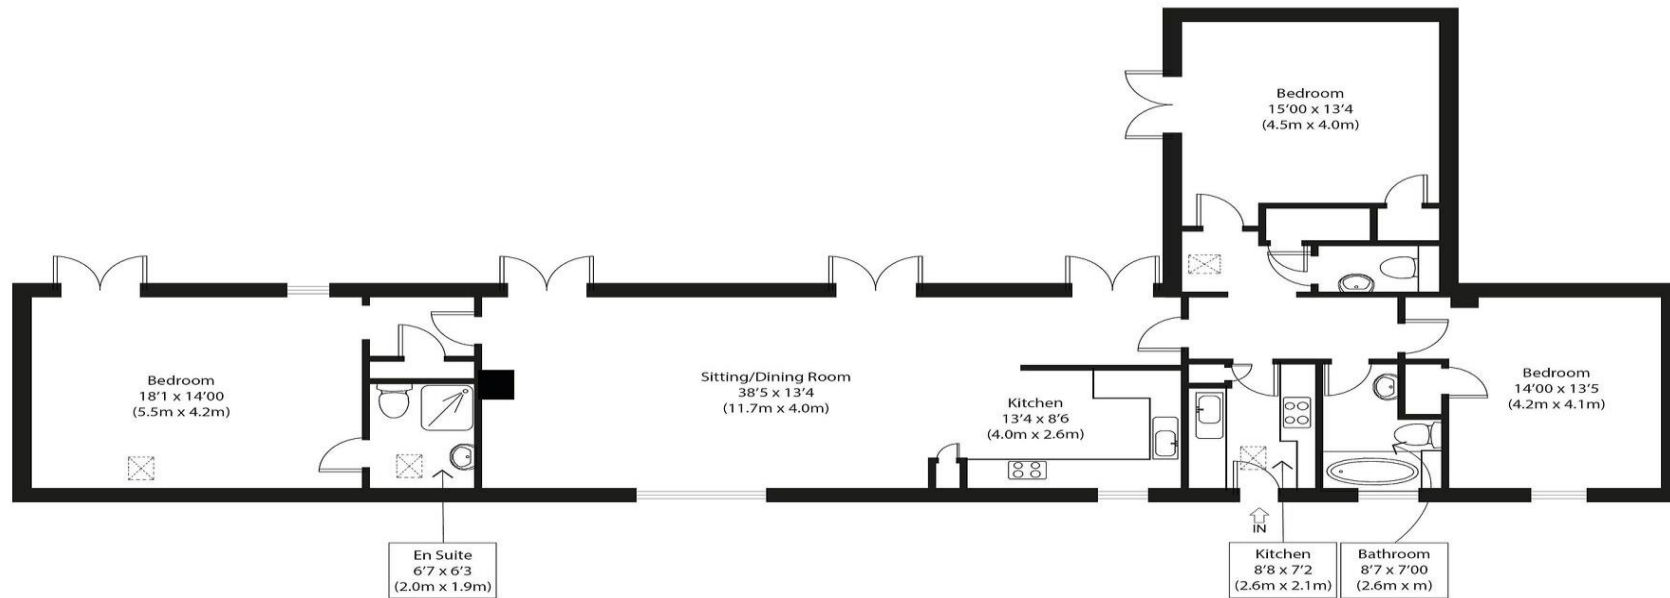 Bedroom
15'00 x 13'4
(4.5m x 4.0m)
Bedroom
18'1 x 14'00
(5.5m x 4.2m)
Sitting/Dining Room
38'5 x 13'4
(11.7m x 4.0m)
Kitchen
13'4 x 8'6
(4.0m x 2.6m)
Bedroom
14'00 x 13'5
(4.2m x 4.1m)
IN
En Suite
6'7 x 6'3
(2.0m x 1.9m)
Kitchen
8'8 x 7'2
(2.6m x 2.1m)
Bathroom
8'7 x 7'00
(2.6m x m)